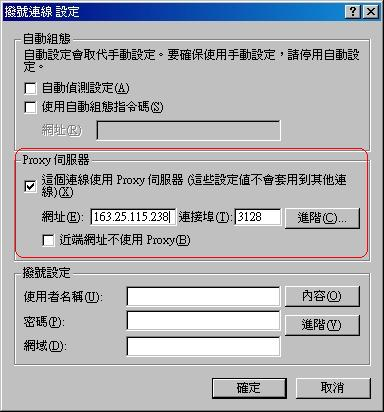 撥號連線 設定
自動組態
自動設定會取代手動設定。要確保使用手動設定，請停用自動設
定。
自動偵測設定(A)
使用自動組態指令碼(S)
網址(R)
Proxy 伺服器
這個連線使用 Proxy 伺服器 (這些設定值不會套用到其他連
線)(X)
網址(E): 163.25.115.238 連接埠(T): 3128 進階(C)...
近端網址不使用 Proxy(B)
撥號設定
使用者名稱(U): 內容(O)
密碼(P): 進階(V)
網域(D):
確定 取消